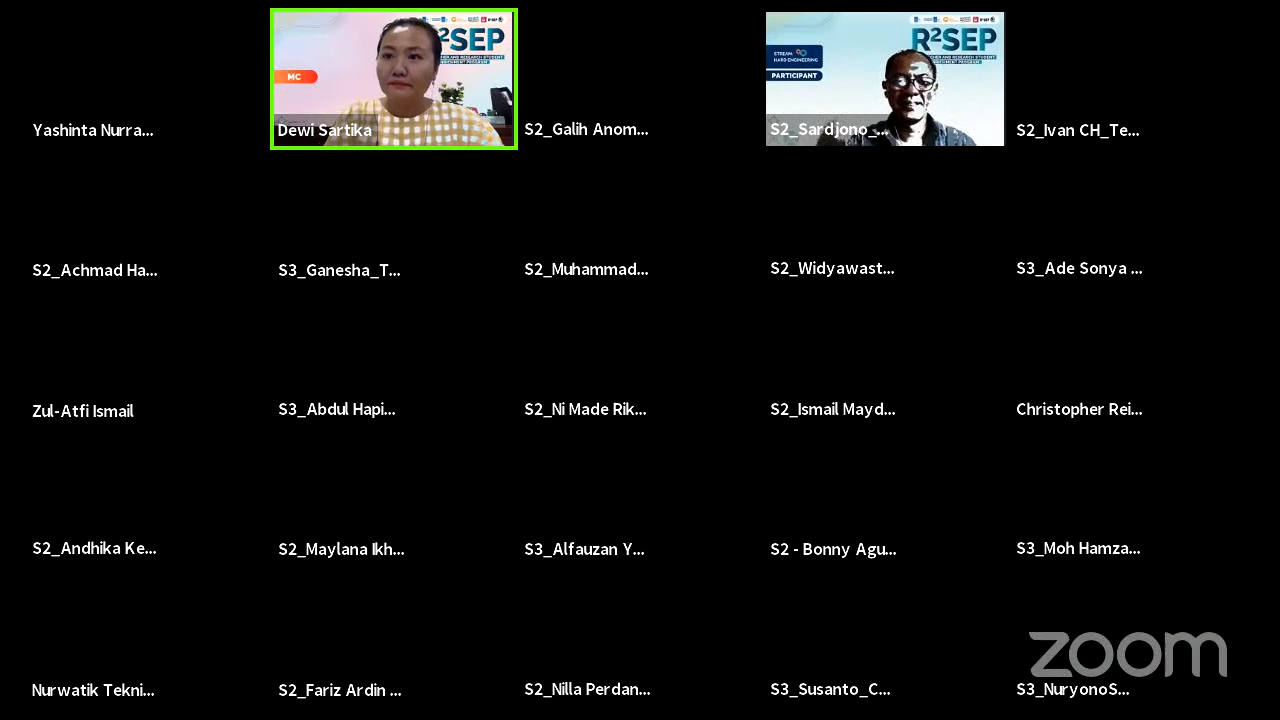 R²SEP
MC
Dewi Sartika
R²SEP
STREAM
HARD ENGINEERING
PARTICIPANT
S2_Sardjono_...
Yashinta Nurra...
S2_Galih Anom...
S2_Ivan CH_Te...
S2_Achmad Ha...
S3_Ganesha_T...
S2_Muhammad...
S2_Widyawast...
S3_Ade Sonya ...
Zul-Atfi Ismail
S3_Abdul Hapi...
S2_Ni Made Rik...
S2_Ismail Mayd...
Christopher Rei...
S2_Andhika Ke...
S2_Maylana Ikh...
S3_Alfauzan Y...
S2 - Bonny Agu...
S3_Moh Hamza...
zoom
Nurwatik Tekni...
S2_Fariz Ardin ...
S2_Nilla Perdan...
S3_Susanto_C...
S3_NuryonoS...